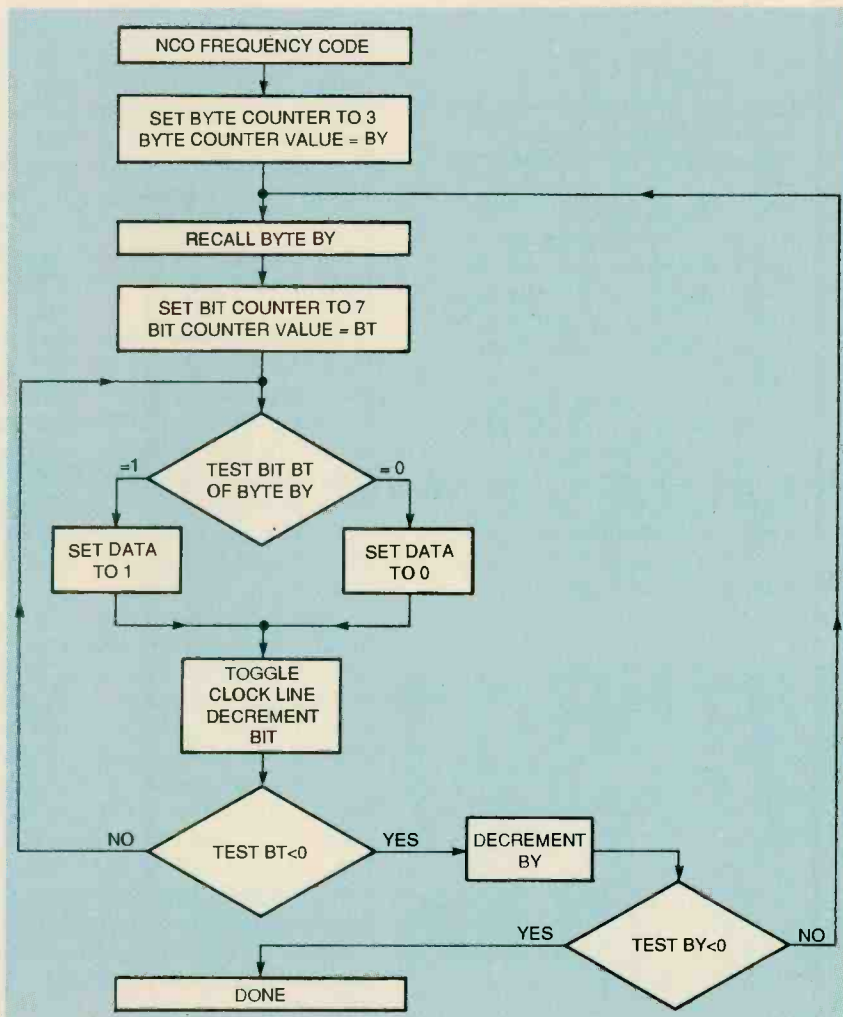 NCO FREQUENCY CODE
SET BYTE COUNTER TO 3
BYTE COUNTER VALUE = BY
RECALL BYTE BY
SET BIT COUNTER TO 7
BIT COUNTER VALUE = BT
=1
TEST BIT BT
OF BYTE BY
= 0
SET DATA
TO 1
SET DATA
TO 0
TOGGLE
CLOCK LINE
DECREMENT
BIT
NO
TEST BT<0
YES
DECREMENT
BY
YES
TEST BY<0
NO
DONE